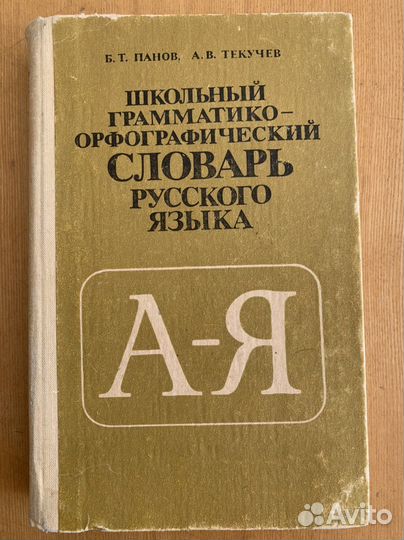 Б. Т. ПАНОВ, А. В. ТЕКУЧЕВ
ШКОЛЬНЫЙ
ГРАММАТИКО-
ОРФОГРАФИЧЕСКИЙ
СЛОВАРЬ
РУССКОГО
ЯЗЫКА
А-Я
Avito